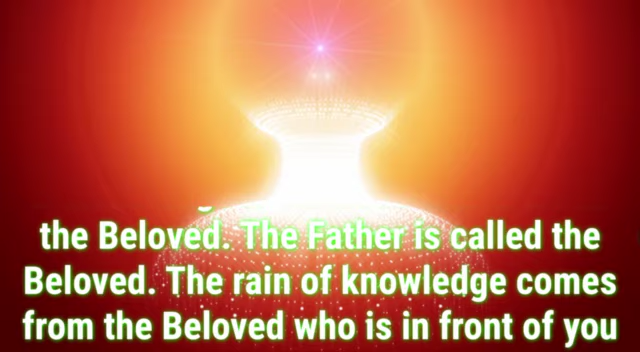 the Beloved. The Father is called the
Beloved. The rain of knowledge comes
from the Beloved who is in front of you